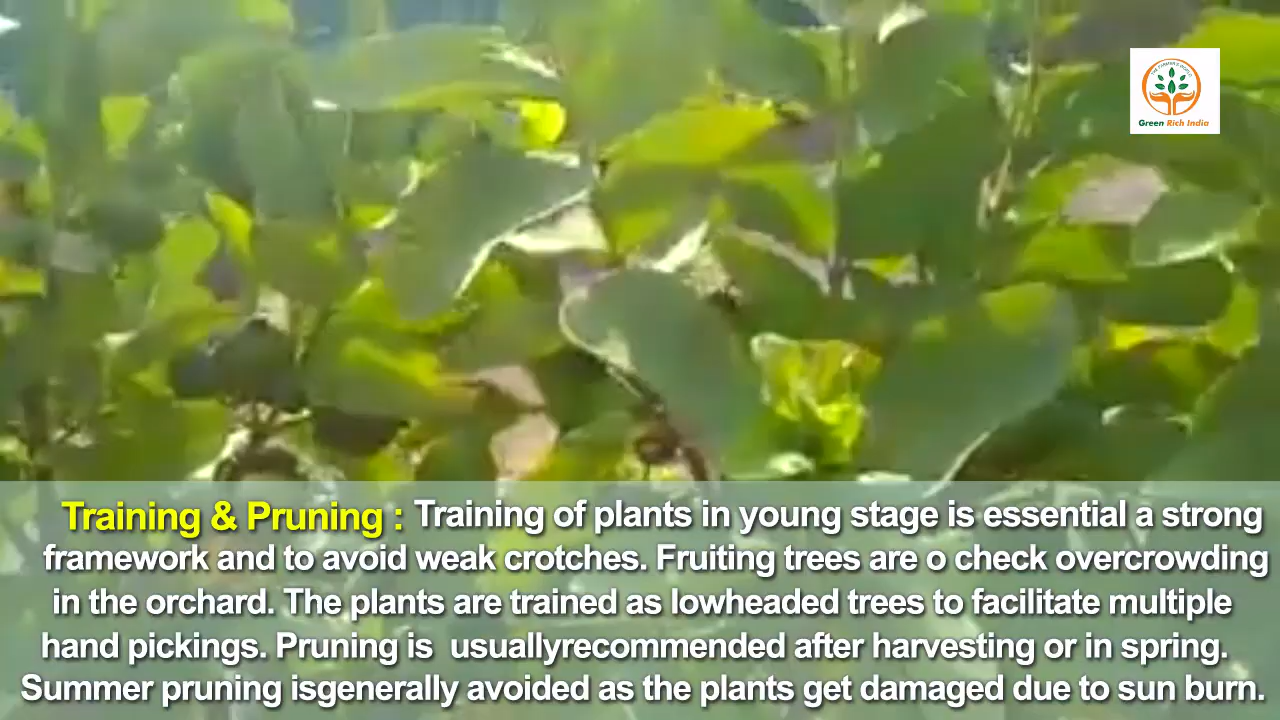 Green Rich India
Training & Pruning : Training of plants in young stage is essential a strong
framework and to avoid weak crotches. Fruiting trees are o check overcrowding
in the orchard. The plants are trained as lowheaded trees to facilitate multiple
hand pickings. Pruning is  usuallyrecommended after harvesting or in spring.
Summer pruning isgenerally avoided as the plants get damaged due to sun burn.